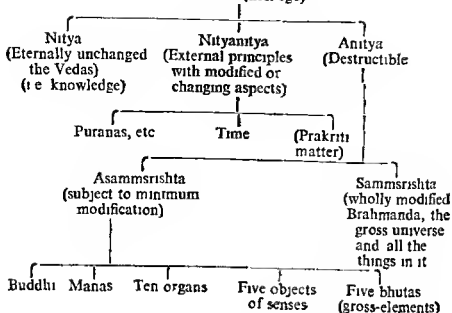 Nitya
(Eternally unchanged
the Vedas)
(i e knowledge)
Nityanitya
(External principles
with modified or
changing aspects)
Anitya
(Destructible
Puranas, etc
Time
(Prakriti
matter)
Asammsrishta
(subject to minimum
modification)
Sammsrishta
(wholly modified
Brahmanda, the
gross universe
and all the
things in it
Buddhi Manas Ten organs Five objects Five bhutas
of senses (gross-elements)